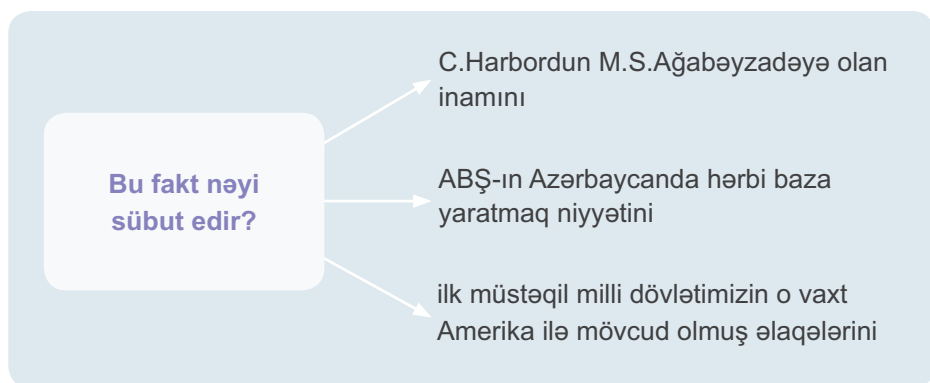 Bu fakt nəyi
sübut edir?
C.Harbordun M.S.Ağabəyzadəyə olan
inamını
ABŞ-ın Azərbaycanda hərbi baza
yaratmaq niyyətini
ilk müstəqil milli dövlətimizin o vaxt
Amerika ilə mövcud olmuş əlaqələrini